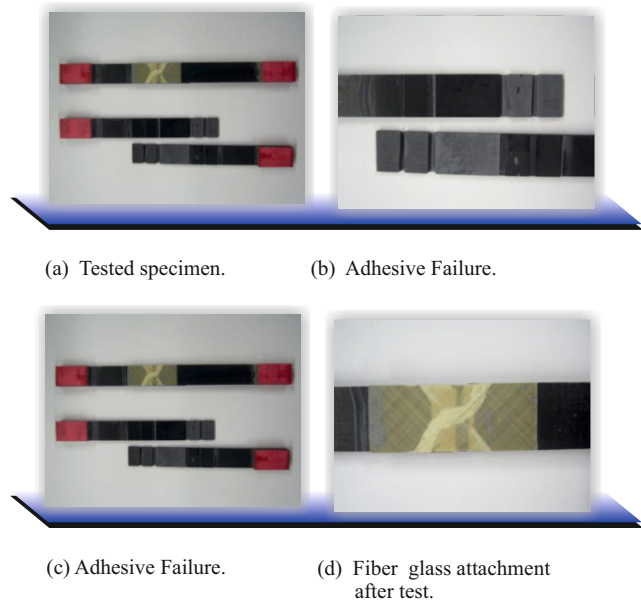 (a) Tested specimen.
(b) Adhesive Failure.
(c) Adhesive Failure.
(d) Fiber glass attachment
after test.